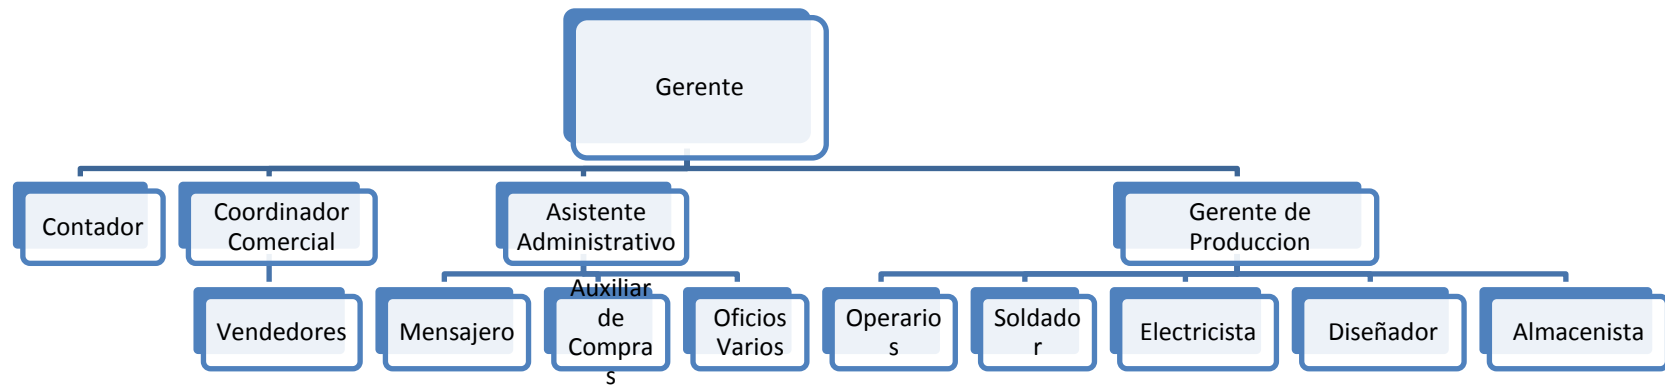 Gerente
Contador
Coordinador
Comercial
Asistente
Administrativo
Gerente de
Produccion
Vendedores
Mensajero
Auxiliar
de
Compra
s
Oficios
Varios
Operario
s
Soldado
r
Electricista
Diseñador
Almacenista